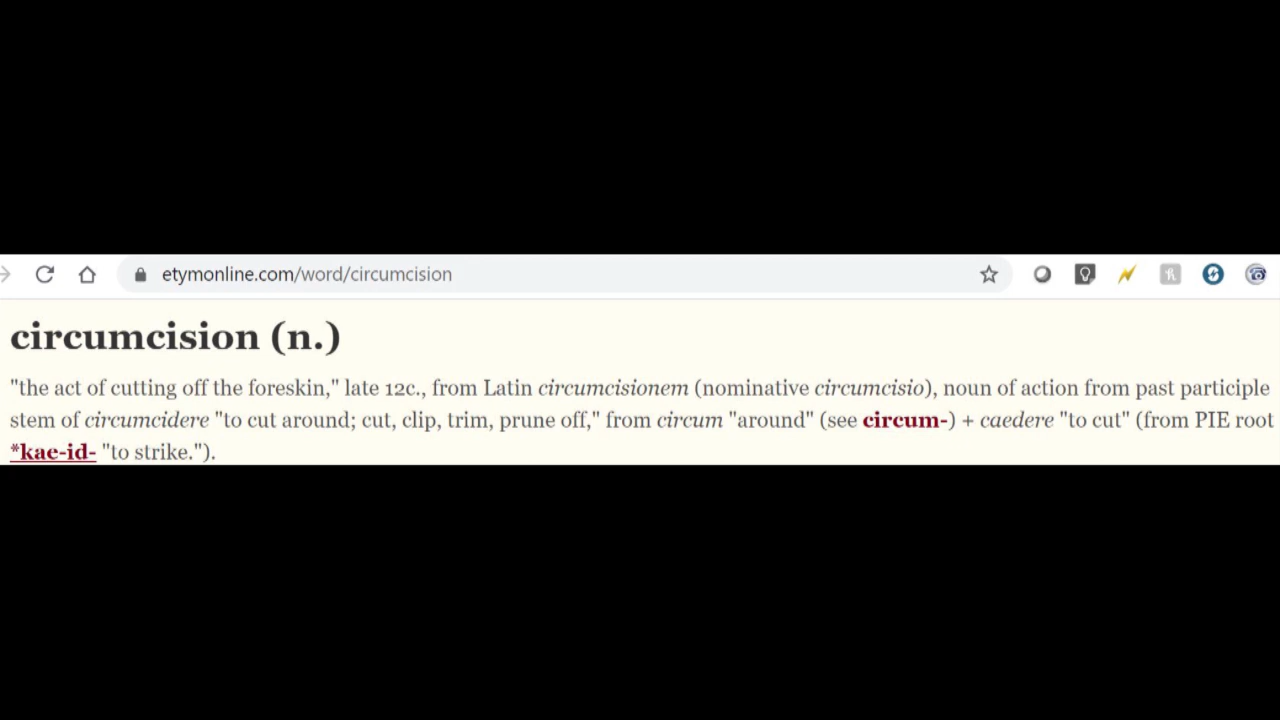 etymonline.com/word/circumcision
circumcision (n.)
"the act of cutting off the foreskin," late 12c., from Latin circumcisionem (nominative circumcisio), noun of action from past participle
stem of circumcidere "to cut around; cut, clip, trim, prune off," from circum "around" (see circum-) + caedere "to cut" (from PIE root
*kae-id- "to strike.").